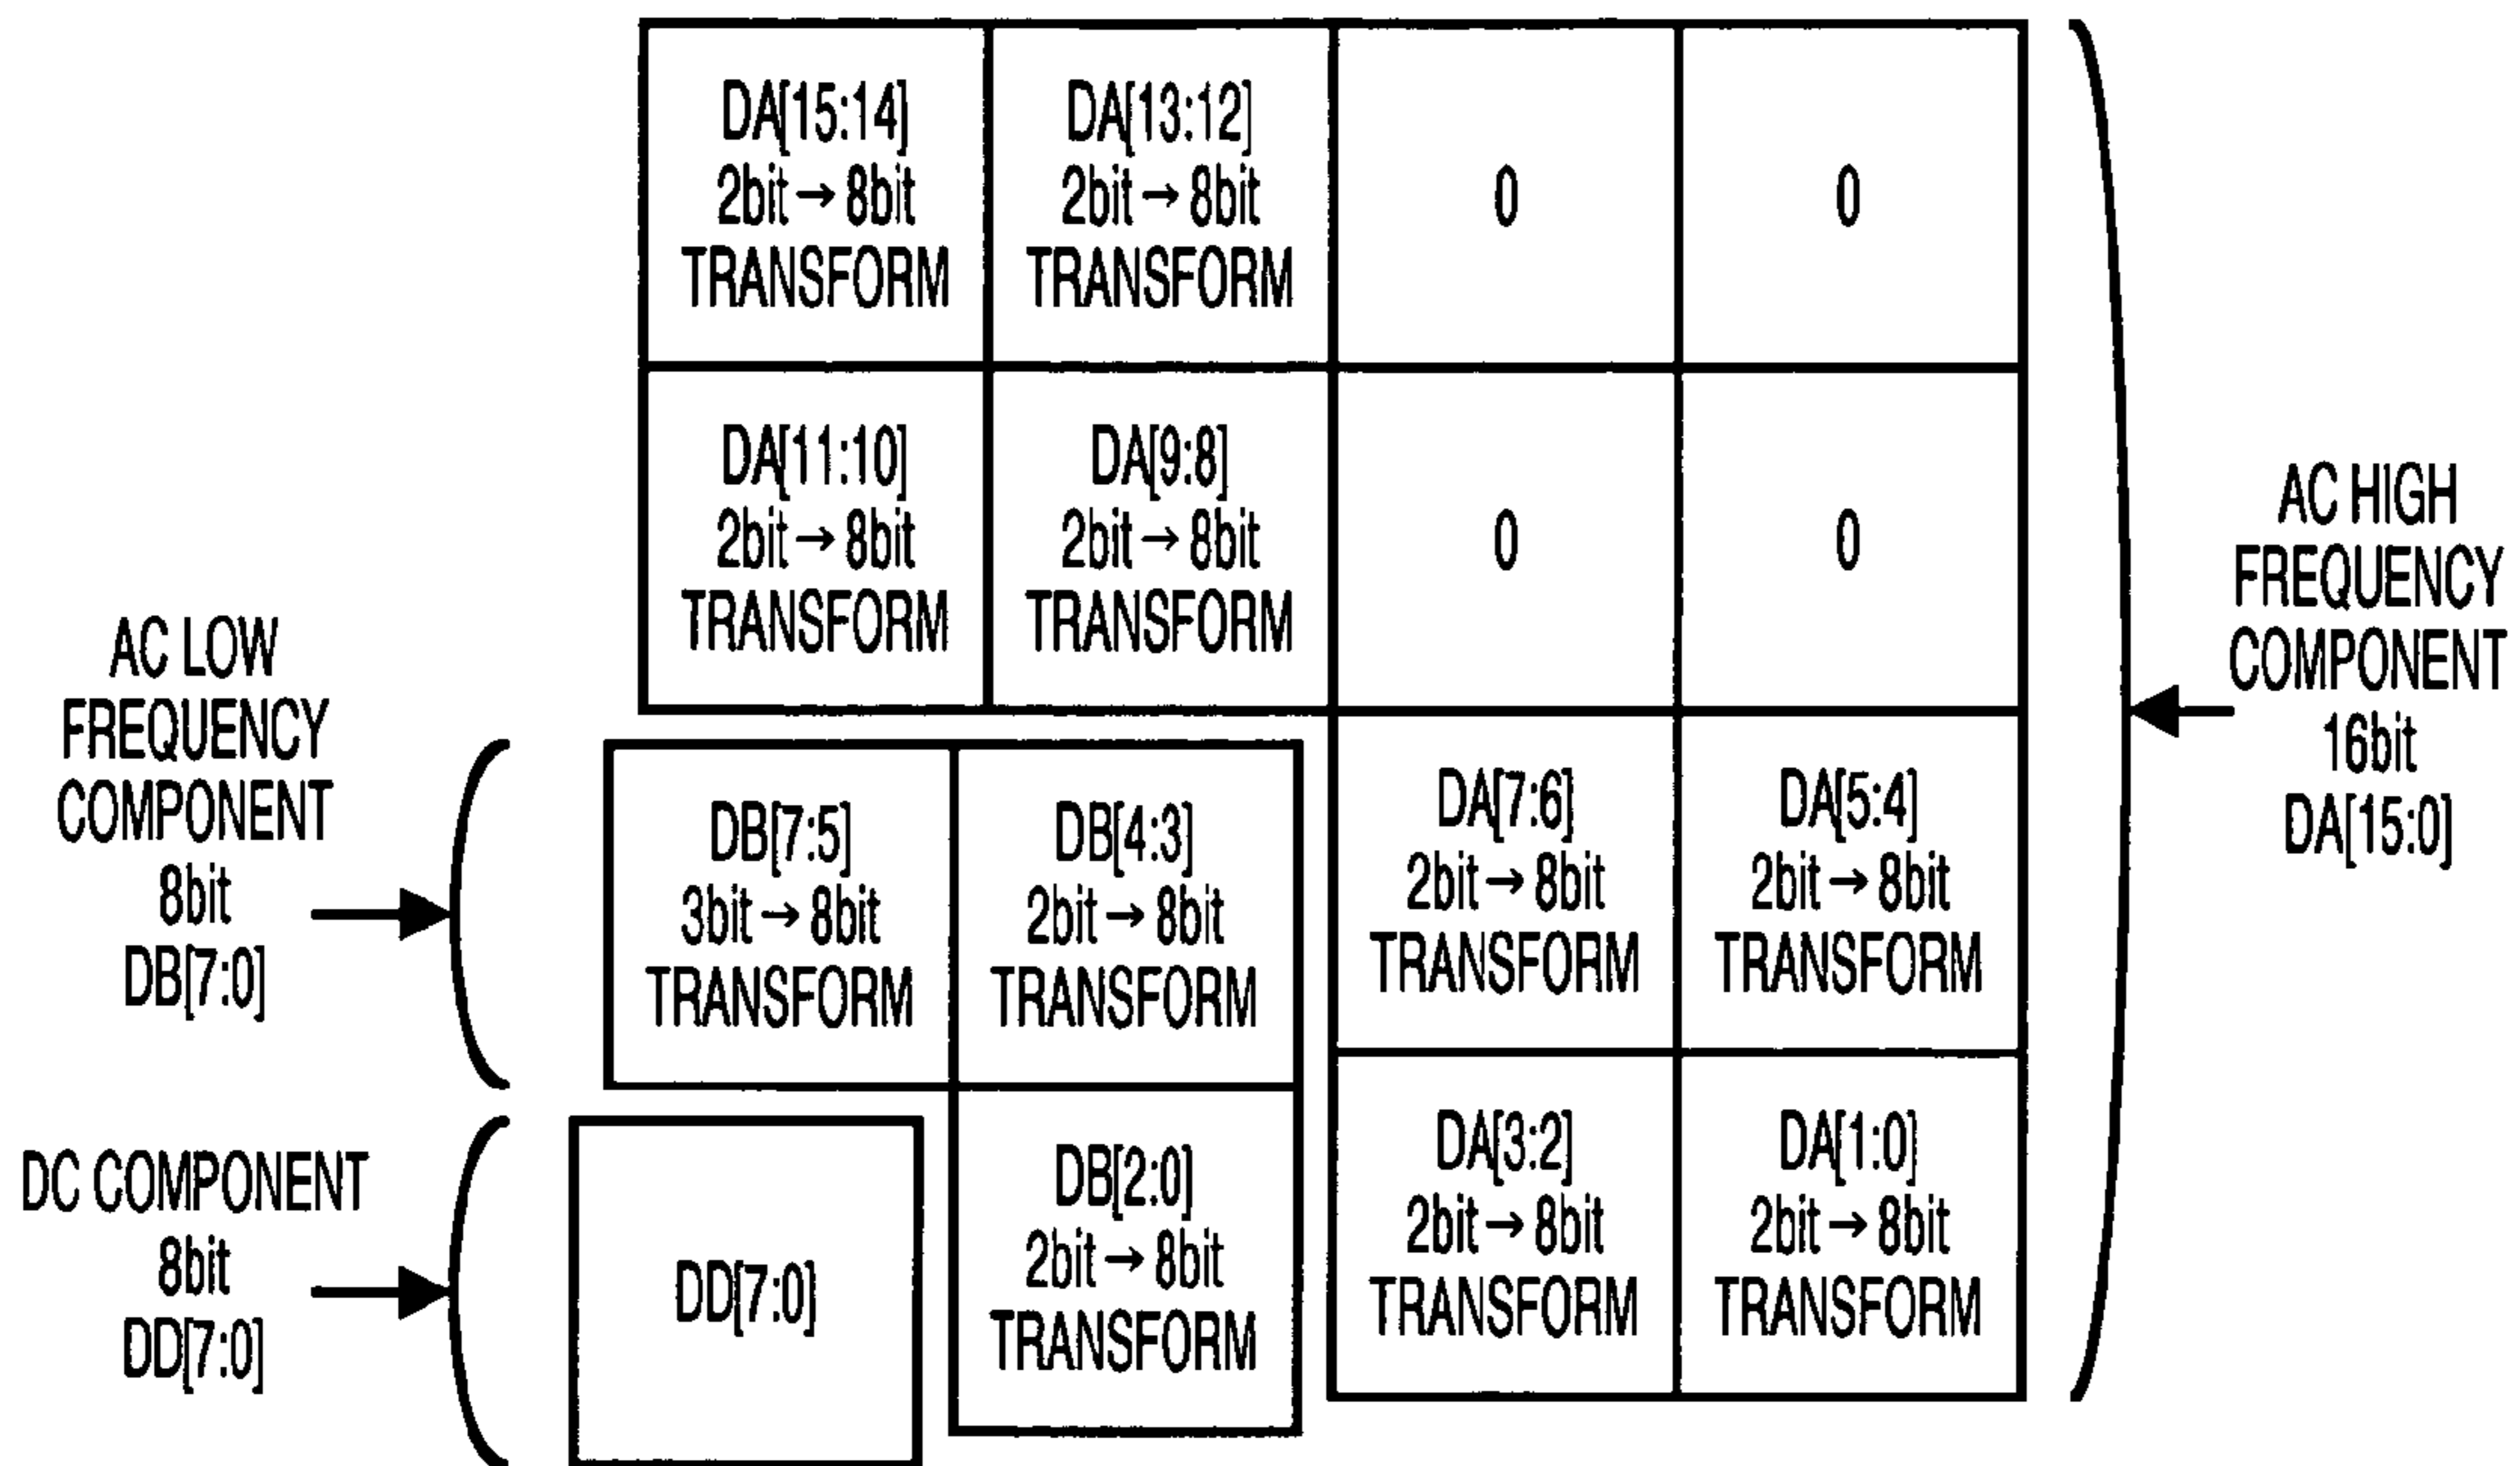 DA[15:14]
2bit → 8bit
TRANSFORM
DA[13:12]
2bit → 8bit
TRANSFORM
0
0
DA[11:10]
2bit → 8bit
TRANSFORM
DA[9:8]
2bit → 8bit
TRANSFORM
0
0
AC LOW
FREQUENCY
COMPONENT
8bit
DB[7:0]
DB[7:5]
3bit → 8bit
TRANSFORM
DB[4:3]
2bit → 8bit
TRANSFORM
DA[7:6]
2bit → 8bit
TRANSFORM
DA[5:4]
2bit → 8bit
TRANSFORM
AC HIGH
FREQUENCY
COMPONENT
16bit
DA[15:0]
DC COMPONENT
8bit
DD[7:0]
DD[7:0]
DB[2:0]
2bit → 8bit
TRANSFORM
DA[3:2]
2bit → 8bit
TRANSFORM
DA[1:0]
2bit → 8bit
TRANSFORM